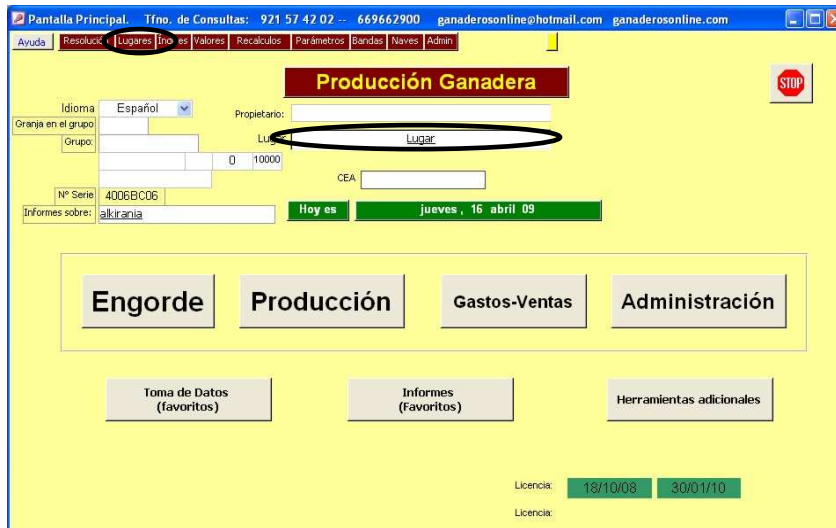 Pantalla Principal. Tfno. de Consultas: 921 57 42 02 -- 669662900 ganaderosonline@hotmail.com ganaderosonline.com
Ayuda Lugares Valores Recalculos Parámetros Bandas Naves Admin
Producción Ganadera
STOP
Idioma Español
Propietario:
Granja en el grupo
Grupo:
Lugar Lugar
0 10000
CEA
Nº Serie 4006BC06
Informes sobre: alkirania
Hoy es jueves, 16 abril 09
Engorde Producción Gastos-Ventas Administración
Toma de Datos
(favoritos)
Informes
(Favoritos)
Herramientas adicionales
Licencia: 18/10/08 30/01/10
Licencia: